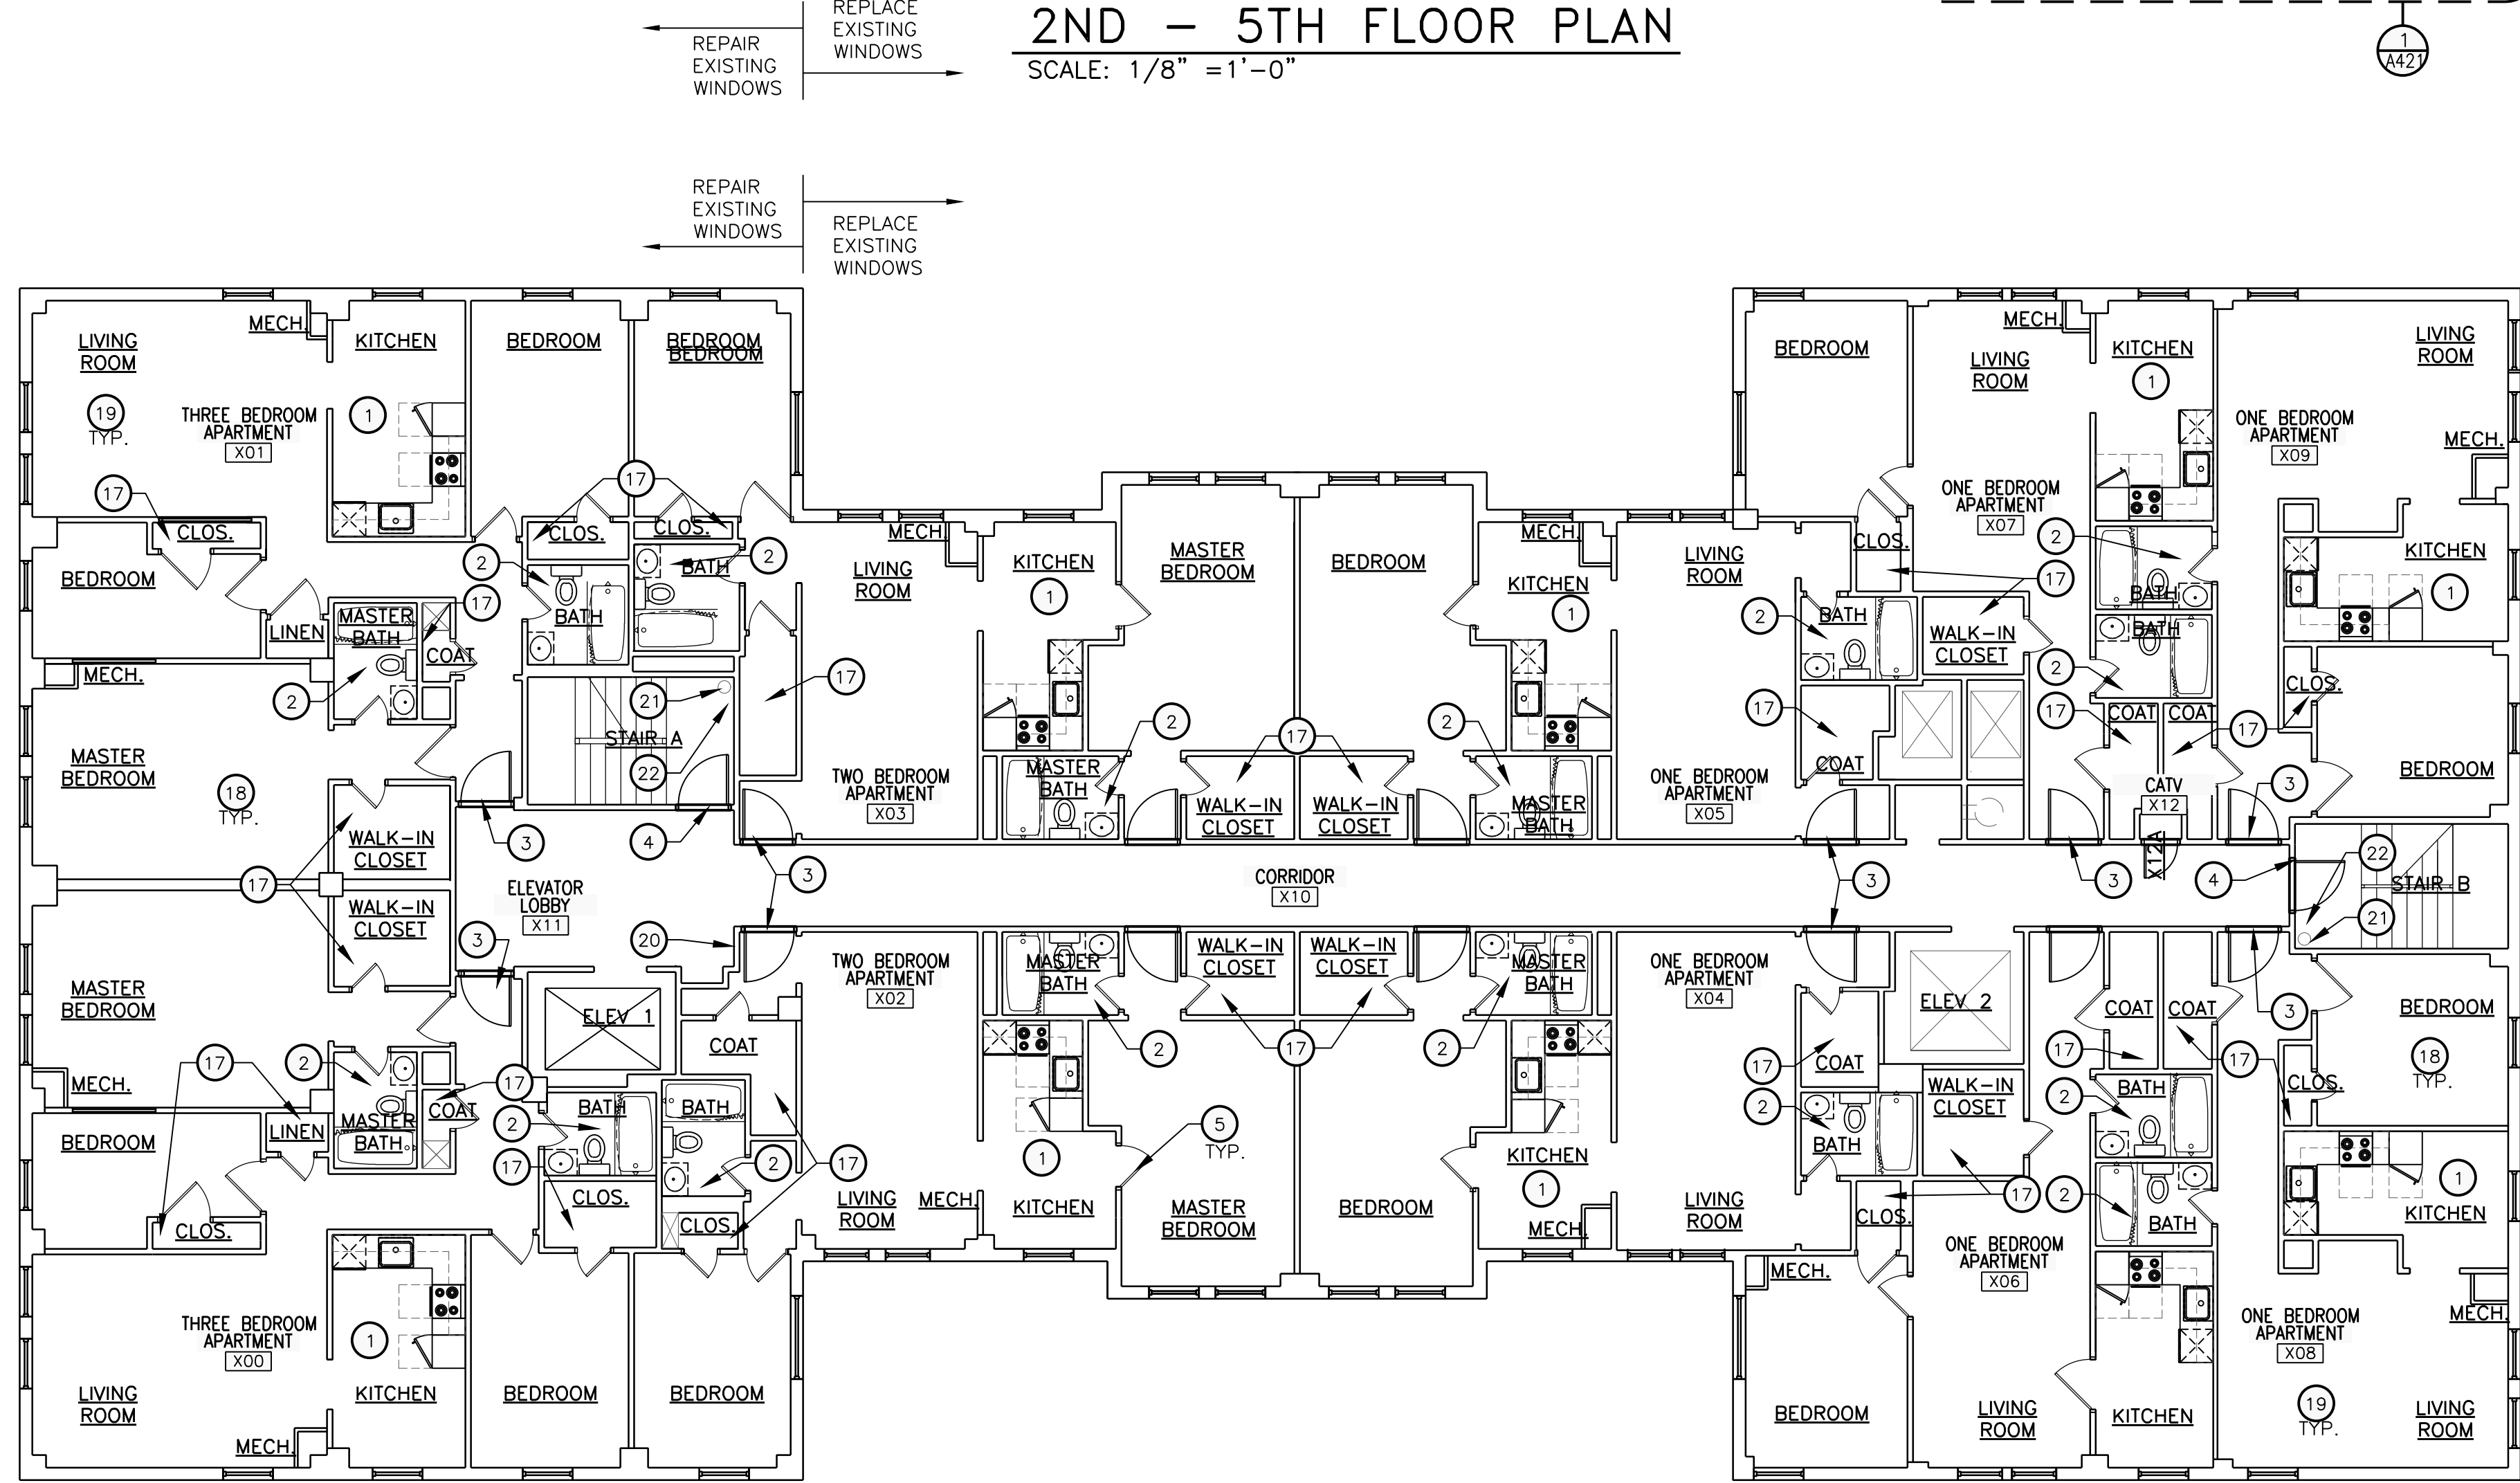 REPLACE
EXISTING
WINDOWS
REPAIR
EXISTING
WINDOWS
2ND - 5TH FLOOR PLAN
SCALE: 1/8" =1'-0"
1
A421
REPAIR
EXISTING
WINDOWS
REPLACE
EXISTING
WINDOWS
LIVING
ROOM
MECH.
KITCHEN
BEDROOM
BEDROOM
BEDROOM
19
TYP.
THREE BEDROOM
APARTMENT
X01
1
17
CLOS.
BEDROOM
LINEN
MASTER
BATH
COAT
17
2
2
17
CLOS.
CLOS.
BATH
BATH
2
MECH.
MASTER
BEDROOM
18
TYP.
WALK-IN
CLOSET
17
WALK-IN
CLOSET
STAIR A
21
22
17
3
4
ELEVATOR
LOBBY
X11
3
20
3
LIVING
ROOM
MECH.
KITCHEN
1
MASTER
BEDROOM
TWO BEDROOM
APARTMENT
X03
MASTER
BATH
2
WALK-IN
CLOSET
17
WALK-IN
CLOSET
BEDROOM
2
MECH.
KITCHEN
1
LIVING
ROOM
MASTER
BATH
ONE BEDROOM
APARTMENT
X05
2
BATH
17
COAT
CLOS.
17
WALK-IN
CLOSET
BEDROOM
LIVING
ROOM
MECH.
KITCHEN
1
ONE BEDROOM
APARTMENT
X07
2
BATH
BATH
2
17
COAT
COAT
17
CATV
X12
X12A
LIVING
ROOM
ONE BEDROOM
APARTMENT
X09
MECH.
KITCHEN
1
CLOS.
BEDROOM
3
CORRIDOR
X10
3
3
4
22
STAIR B
21
3
MASTER
BEDROOM
MECH.
17
2
MASTER
BATH
COAT
17
LINEN
BEDROOM
CLOS.
THREE BEDROOM
APARTMENT
X00
1
LIVING
ROOM
MECH.
KITCHEN
BEDROOM
BEDROOM
ELEV 1
COAT
BATH
BATH
2
17
CLOS.
2
CLOS.
17
TWO BEDROOM
APARTMENT
X02
LIVING
ROOM
MECH.
1
KITCHEN
MASTER
BATH
2
WALK-IN
CLOSET
17
WALK-IN
CLOSET
5
TYP.
MASTER
BEDROOM
BEDROOM
2
MASTER
BATH
KITCHEN
1
MECH.
ONE BEDROOM
APARTMENT
X04
LIVING
ROOM
17
COAT
2
BATH
ELEV 2
WALK-IN
CLOSET
17
CLOS.
MECH.
BEDROOM
ONE BEDROOM
APARTMENT
X06
LIVING
ROOM
COAT
COAT
17
17
2
BATH
2
BATH
KITCHEN
BEDROOM
18
TYP.
CLOS.
1
KITCHEN
MECH.
ONE BEDROOM
APARTMENT
X08
19
TYP.
LIVING
ROOM